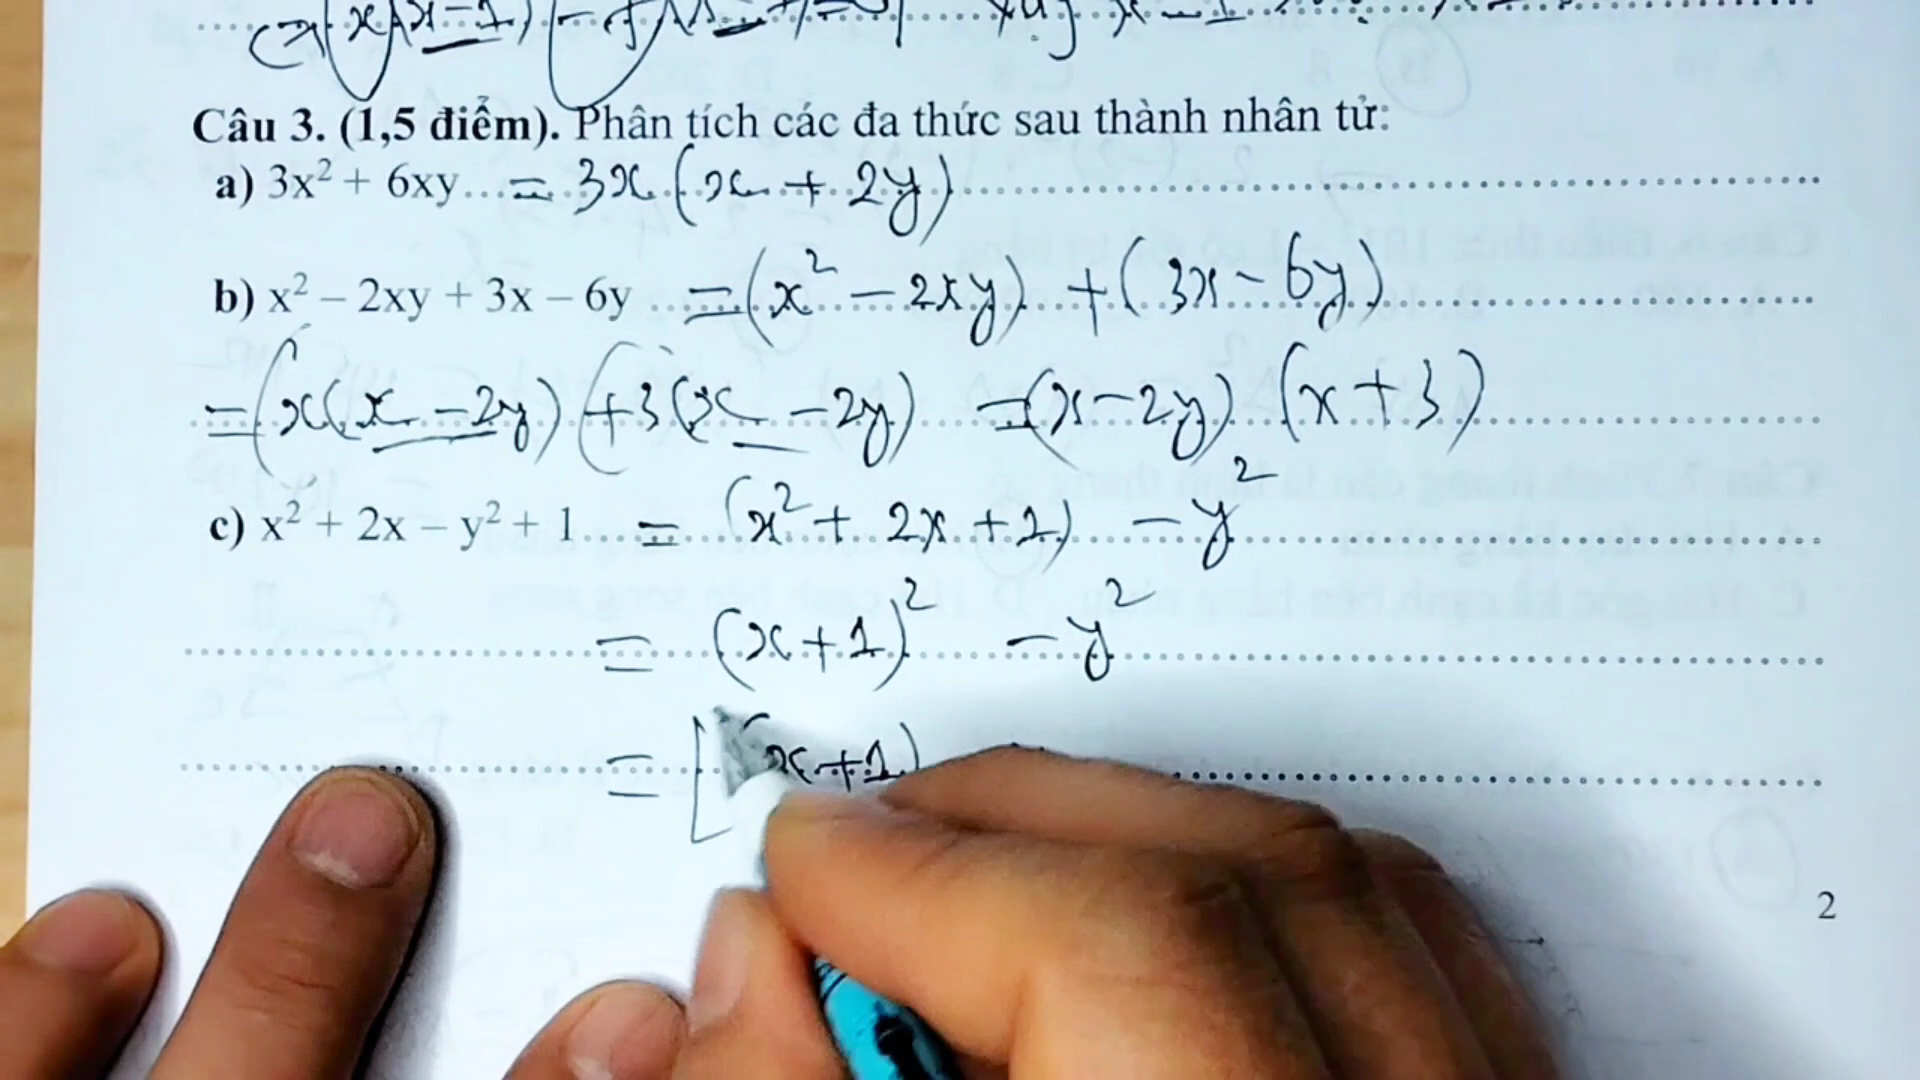 Câu 3. (1,5 điểm). Phân tích các đa thức sau thành nhân tử:
a) 3x² + 6xy = 3x (x + 2y)
b) x² – 2xy + 3x – 6y = (x² – 2xy) + (3x – 6y)
= (x(x – 2y) (+ 3(x – 2y) = (x – 2y) (x + 3)
c) x² + 2x – y² + 1 = (x² + 2x + 1) – y²
= (x + 1)² – y²
= [(x + 1)
2